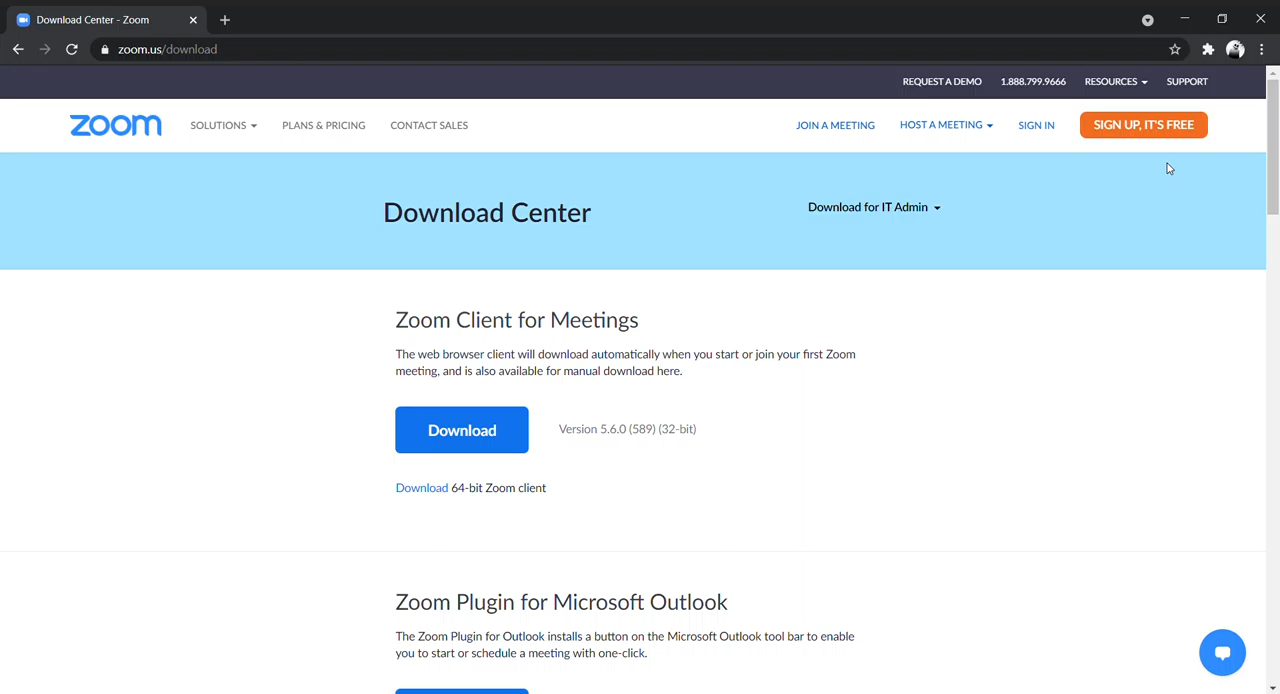 Download Center - Zoom
zoom.us/download
REQUEST A DEMO 1.888.799.9666 RESOURCES SUPPORT
zoom SOLUTIONS PLANS & PRICING CONTACT SALES JOIN A MEETING HOST A MEETING SIGN IN SIGN UP, IT'S FREE
Download Center Download for IT Admin
Zoom Client for Meetings
The web browser client will download automatically when you start or join your first Zoom
meeting, and is also available for manual download here.
Download Version 5.6.0 (589) (32-bit)
Download 64-bit Zoom client
Zoom Plugin for Microsoft Outlook
The Zoom Plugin for Outlook installs a button on the Microsoft Outlook tool bar to enable
you to start or schedule a meeting with one-click.